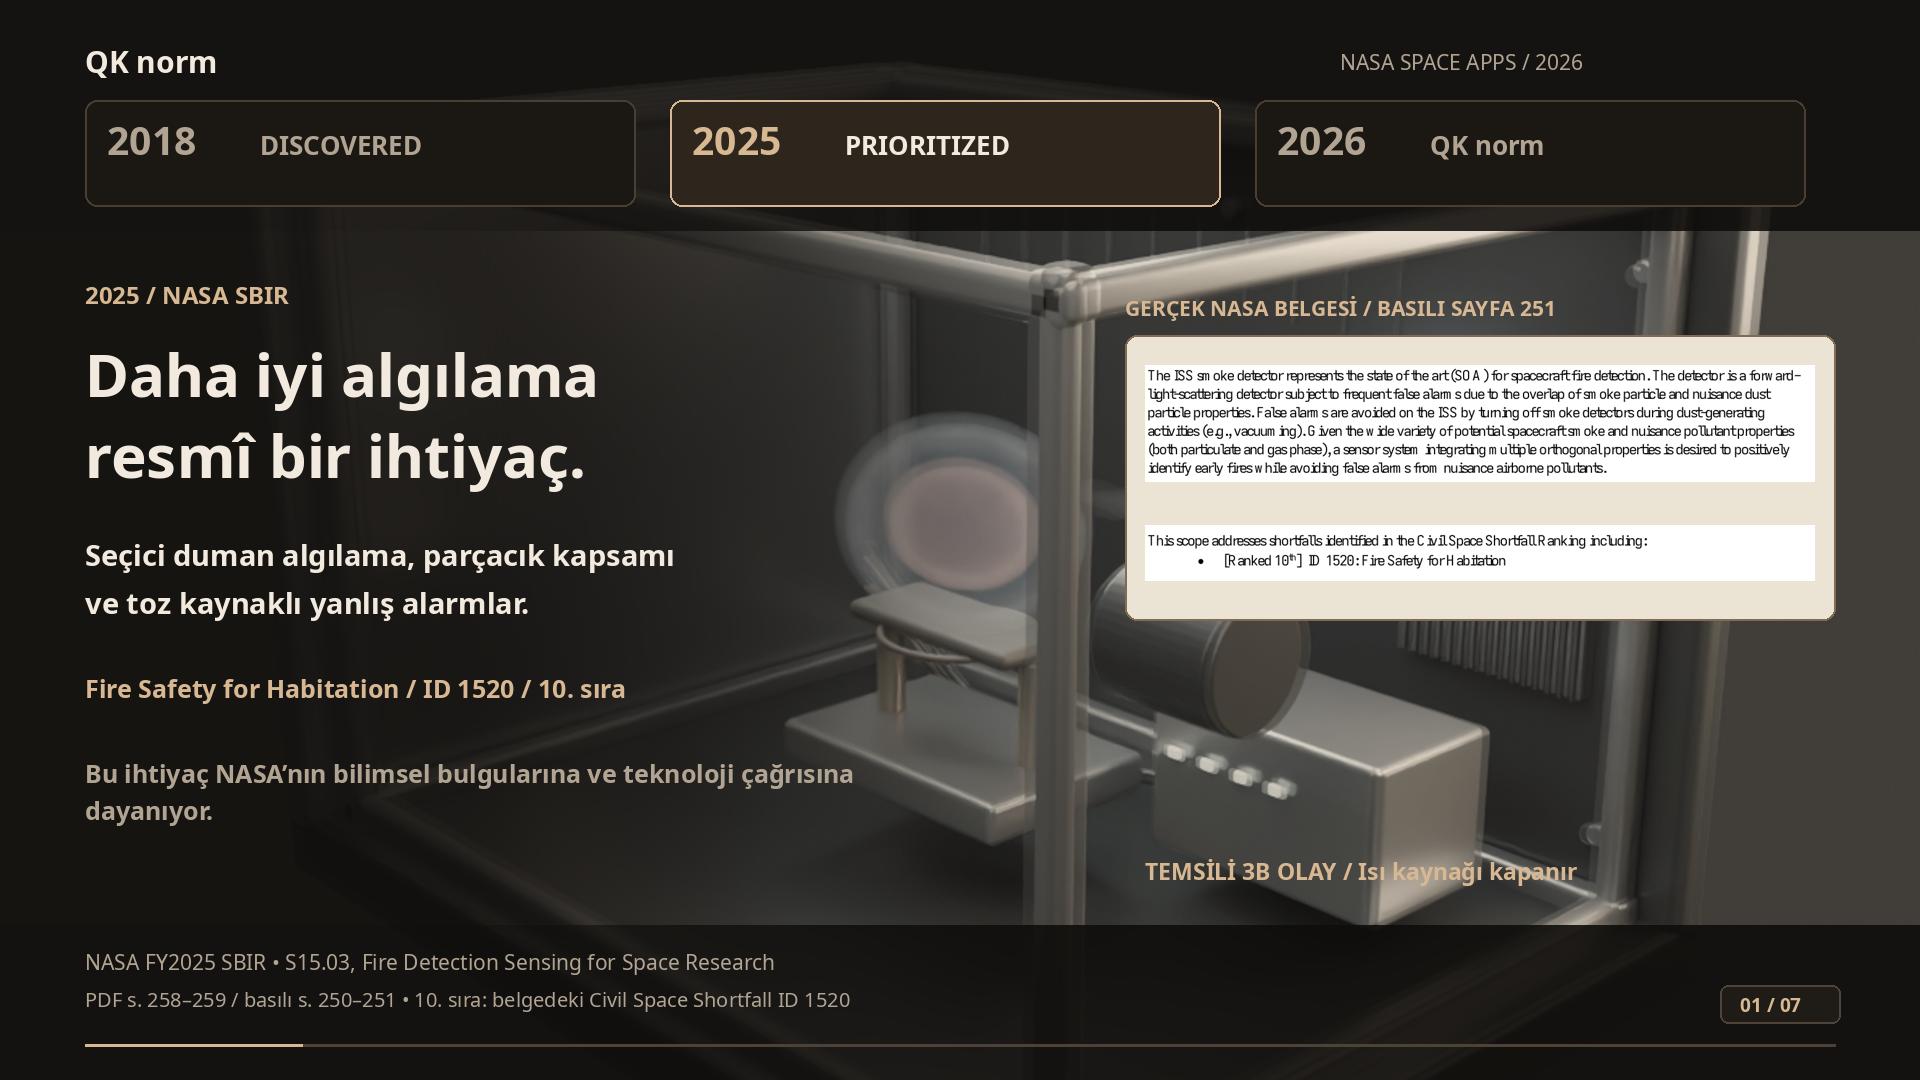 QK norm
NASA SPACE APPS / 2026
2018 DISCOVERED
2025 PRIORITIZED
2026 QK norm
2025 / NASA SBIR
Daha iyi algılama
resmî bir ihtiyaç.
Seçici duman algılama, parçacık kapsamı
ve toz kaynaklı yanlış alarmlar.
Fire Safety for Habitation / ID 1520 / 10. sıra
Bu ihtiyaç NASA’nın bilimsel bulgularına ve teknoloji çağrısına
dayanıyor.
GERÇEK NASA BELGESİ / BASILI SAYFA 251
The ISS smoke detector represents the state of the art (SOA) for spacecraft fire detection. The detector is a forward-
light-scattering detector subject to frequent false alarms due to the overlap of smoke particle and nuisance dust
particle properties. False alarms are avoided on the ISS by turning off smoke detectors during dust-generating
activities (e.g., vacuuming). Given the wide variety of potential spacecraft smoke and nuisance pollutant properties
(both particulate and gas phase), a sensor system integrating multiple orthogonal properties is desired to positively
identify early fires while avoiding false alarms from nuisance airborne pollutants.
This scope addresses shortfalls identified in the Civil Space Shortfall Ranking including:
• [Ranked 10th] ID 1520: Fire Safety for Habitation
TEMSİLİ 3B OLAY / Isı kaynağı kapanır
NASA FY2025 SBIR • S15.03, Fire Detection Sensing for Space Research
PDF s. 258–259 / basılı s. 250–251 • 10. sıra: belgedeki Civil Space Shortfall ID 1520
01 / 07